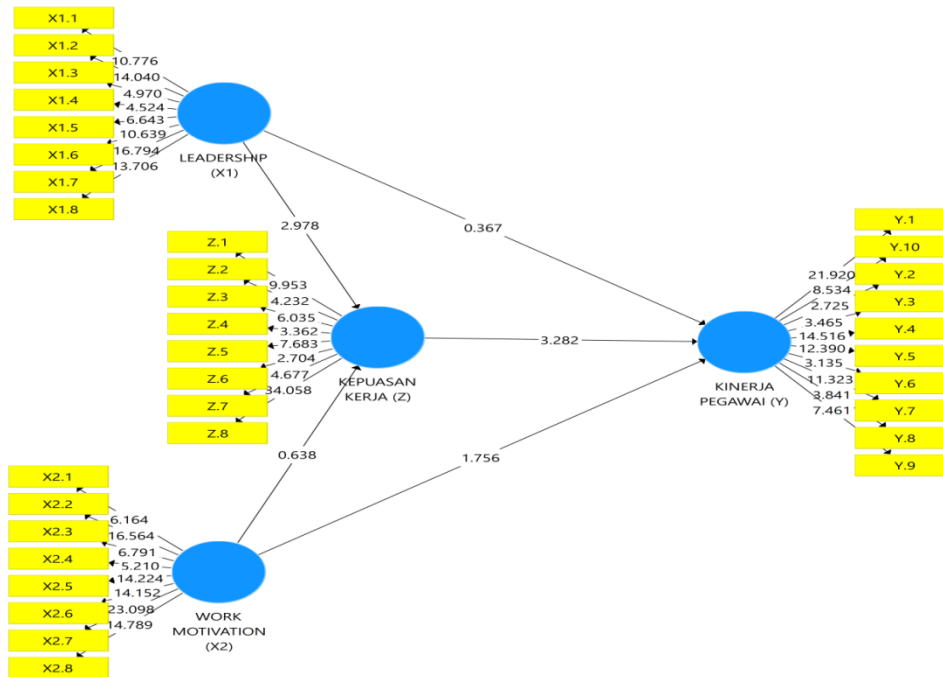 X1.1
X1.2
X1.3
X1.4
X1.5
X1.6
X1.7
X1.8
10.776
14.040
4.970
4.524
6.643
10.639
16.794
13.706
LEADERSHIP
(X1)
2.978
0.367
Z.1
Z.2
Z.3
Z.4
Z.5
Z.6
Z.7
Z.8
9.953
4.232
6.035
3.362
7.683
2.704
4.677
34.058
KEPUASAN
KERJA (Z)
3.282
Y.1
Y.10
Y.2
Y.3
Y.4
Y.5
Y.6
Y.7
Y.8
Y.9
21.920
8.534
2.725
3.465
14.516
12.390
3.135
11.323
3.841
7.461
KINERJA
PEGAWAI (Y)
0.638
1.756
X2.1
X2.2
X2.3
X2.4
X2.5
X2.6
X2.7
X2.8
6.164
16.564
6.791
5.210
14.224
14.152
23.098
14.789
WORK
MOTIVATION
(X2)